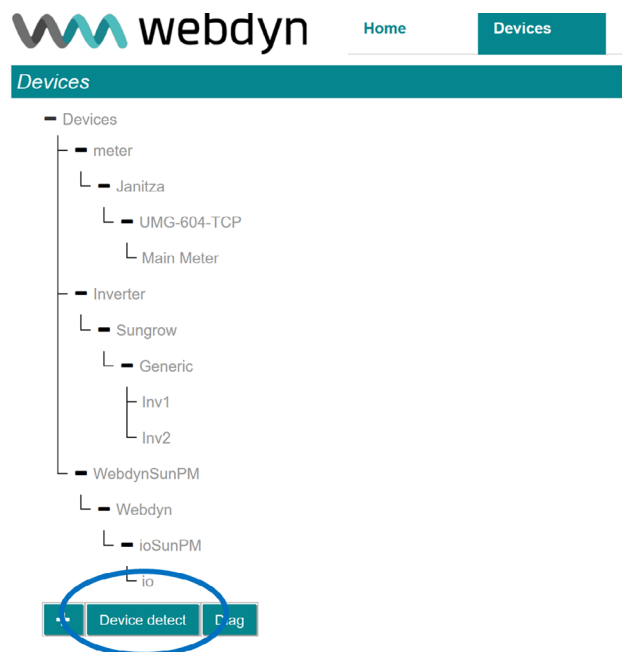 webdyn
Home Devices
Devices
Devices
meter
Janitza
UMG-604-TCP
Main Meter
Inverter
Sungrow
Generic
Inv1
Inv2
WebdynSunPM
Webdyn
ioSunPM
io
+ Device detect Diag